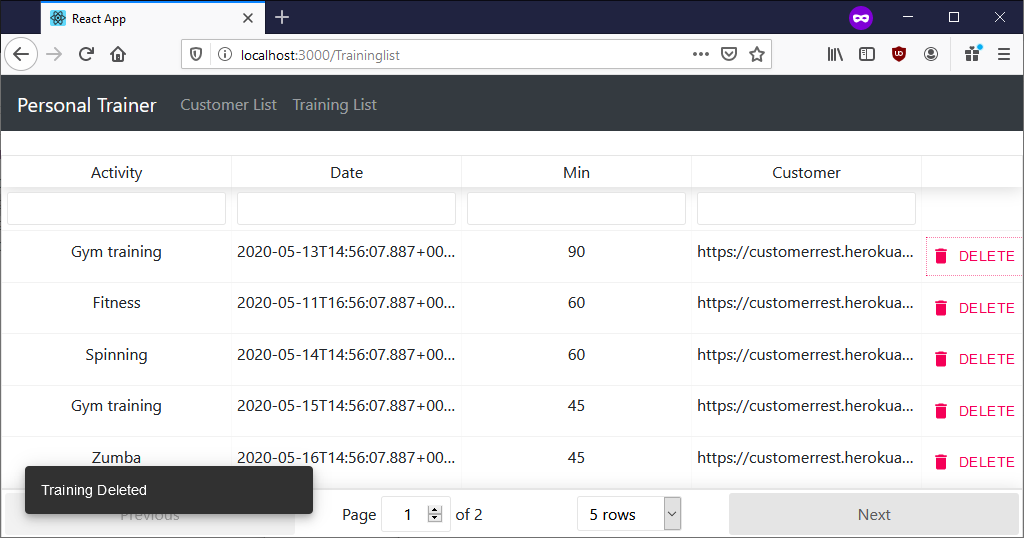 React App
localhost:3000/Traininglist
Personal Trainer Customer List Training List
Activity Date Min Customer
Gym training 2020-05-13T14:56:07.887+00... 90 https://customerrest.herokua... DELETE
Fitness 2020-05-11T16:56:07.887+00... 60 https://customerrest.herokua... DELETE
Spinning 2020-05-14T14:56:07.887+00... 60 https://customerrest.herokua... DELETE
Gym training 2020-05-15T14:56:07.887+00... 45 https://customerrest.herokua... DELETE
Zumba 2020-05-16T14:56:07.887+00... 45 https://customerrest.herokua... DELETE
Training Deleted
Previous Page 1 of 2 5 rows Next